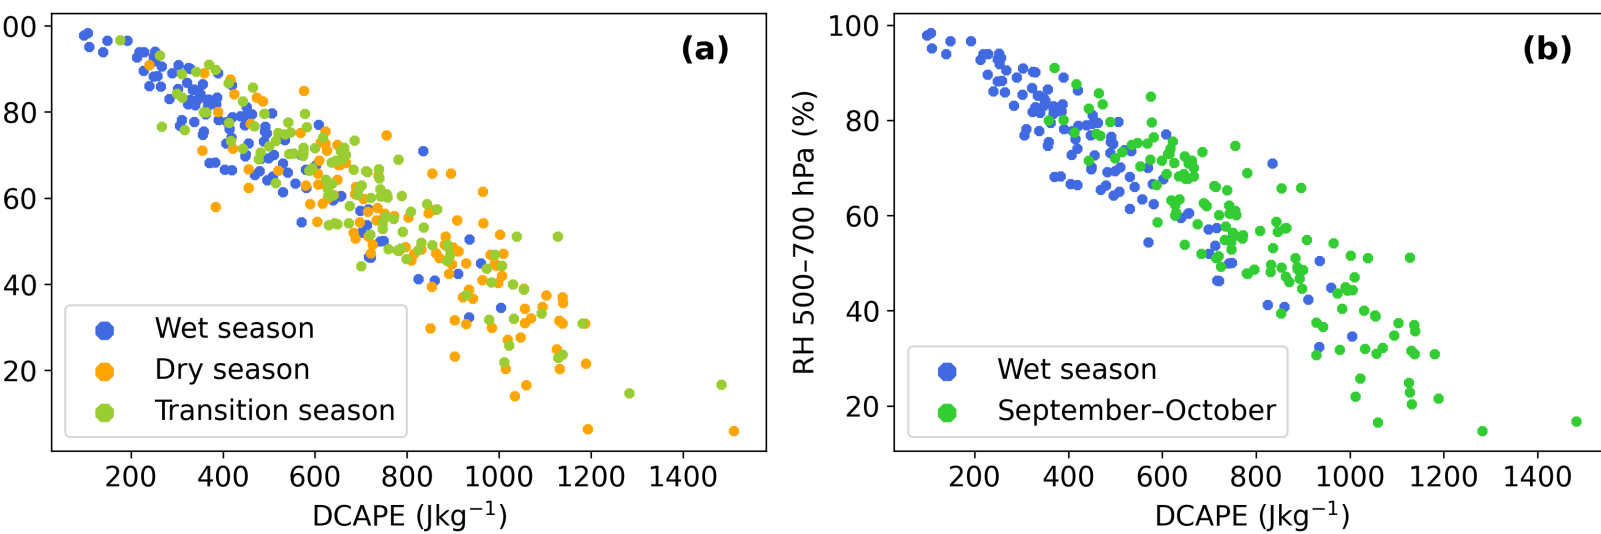 (a)
00
80
60
40
20
Wet season
Dry season
Transition season
200 400 600 800 1000 1200 1400
DCAPE (Jkg⁻¹)
(b)
RH 500–700 hPa (%)
100
80
60
40
20
Wet season
September–October
200 400 600 800 1000 1200 1400
DCAPE (Jkg⁻¹)